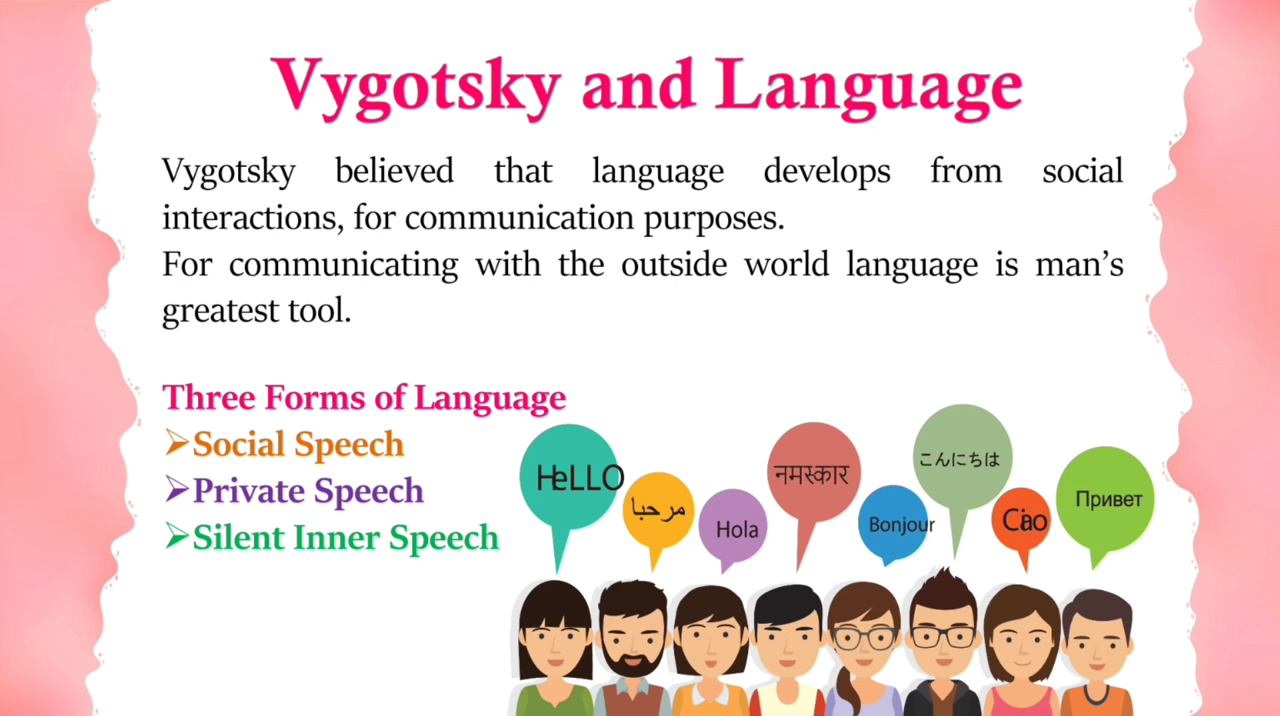 Vygotsky and Language
Vygotsky believed that language develops from social
interactions, for communication purposes.
For communicating with the outside world language is man's
greatest tool.
Three Forms of Language
➢Social Speech
➢Private Speech
➢Silent Inner Speech
HeLLO
مرحبا
Hola
नमस्कार
Bonjour
こんにちは
Ciao
Привет